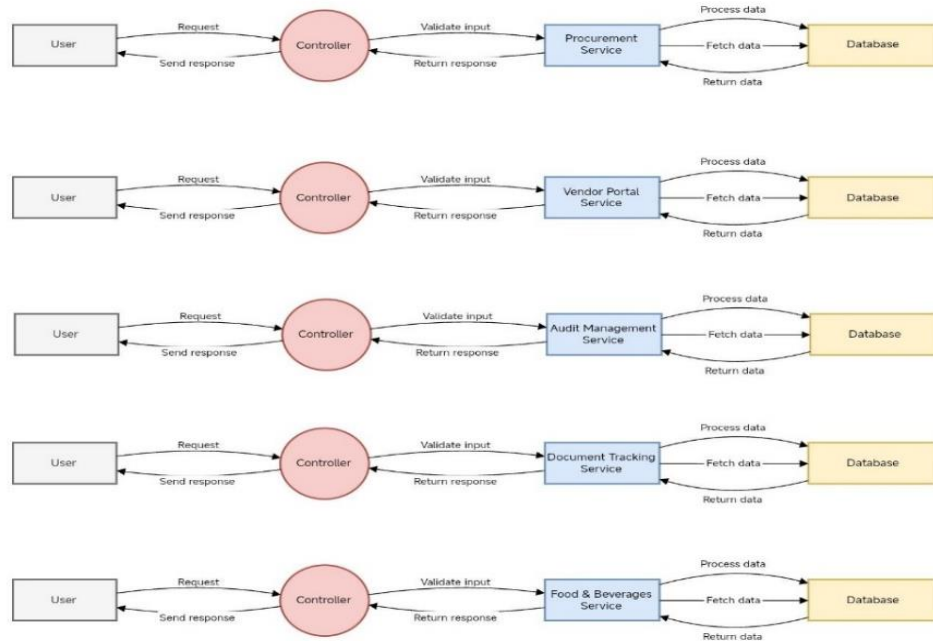 Process data
Request
Validate input
User
Controller
Procurement
Service
Fetch data
Database
Send response
Return response
Return data
Process data
Request
Validate input
User
Controller
Vendor Portal
Service
Fetch data
Database
Send response
Return response
Return data
Process data
Request
Validate input
User
Controller
Audit Management
Service
Fetch data
Database
Send response
Return response
Return data
Process data
Request
Validate input
User
Controller
Document Tracking
Service
Fetch data
Database
Send response
Return response
Return data
Process data
Request
Validate input
User
Controller
Food & Beverages
Service
Fetch data
Database
Send response
Return response
Return data